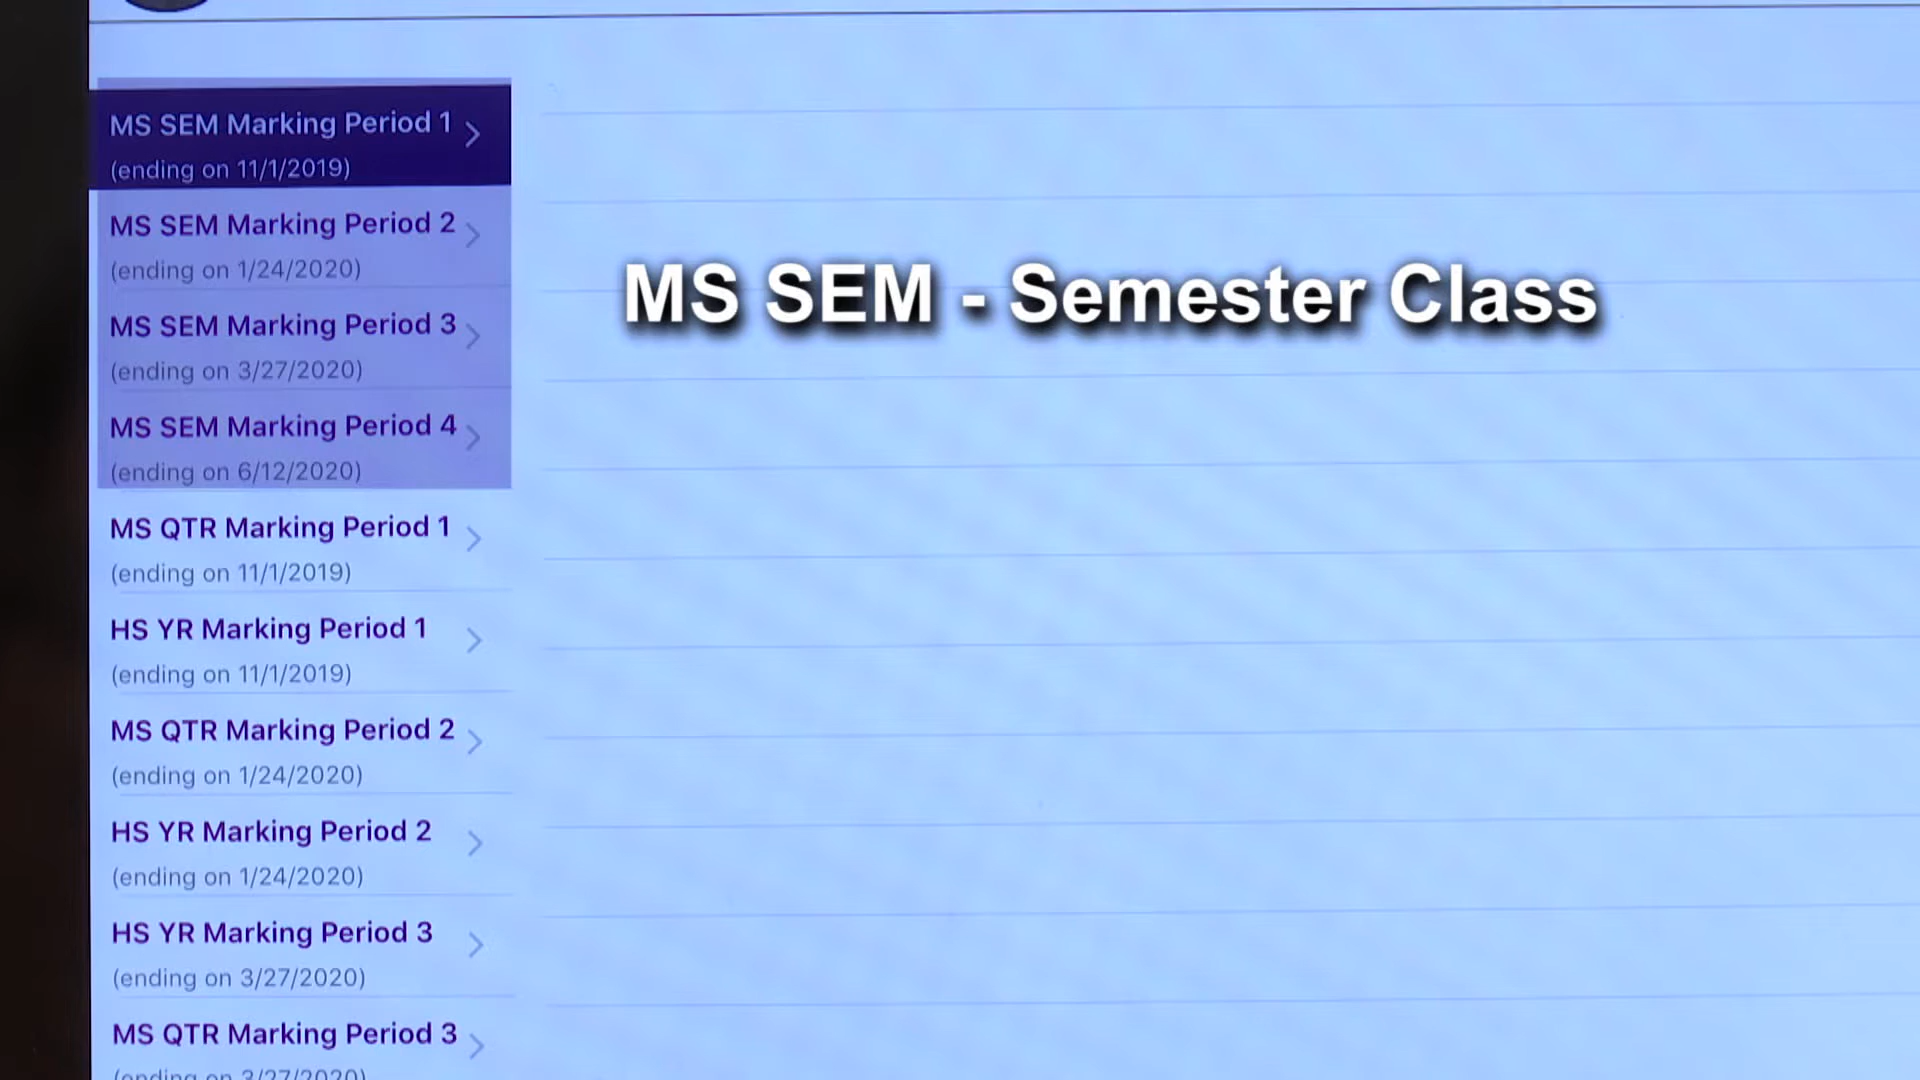 MS SEM Marking Period 1
(ending on 11/1/2019)
MS SEM Marking Period 2
(ending on 1/24/2020)
MS SEM Marking Period 3
(ending on 3/27/2020)
MS SEM Marking Period 4
(ending on 6/12/2020)
MS QTR Marking Period 1
(ending on 11/1/2019)
HS YR Marking Period 1
(ending on 11/1/2019)
MS QTR Marking Period 2
(ending on 1/24/2020)
HS YR Marking Period 2
(ending on 1/24/2020)
HS YR Marking Period 3
(ending on 3/27/2020)
MS QTR Marking Period 3
(ending on 3/27/2020)
MS SEM - Semester Class